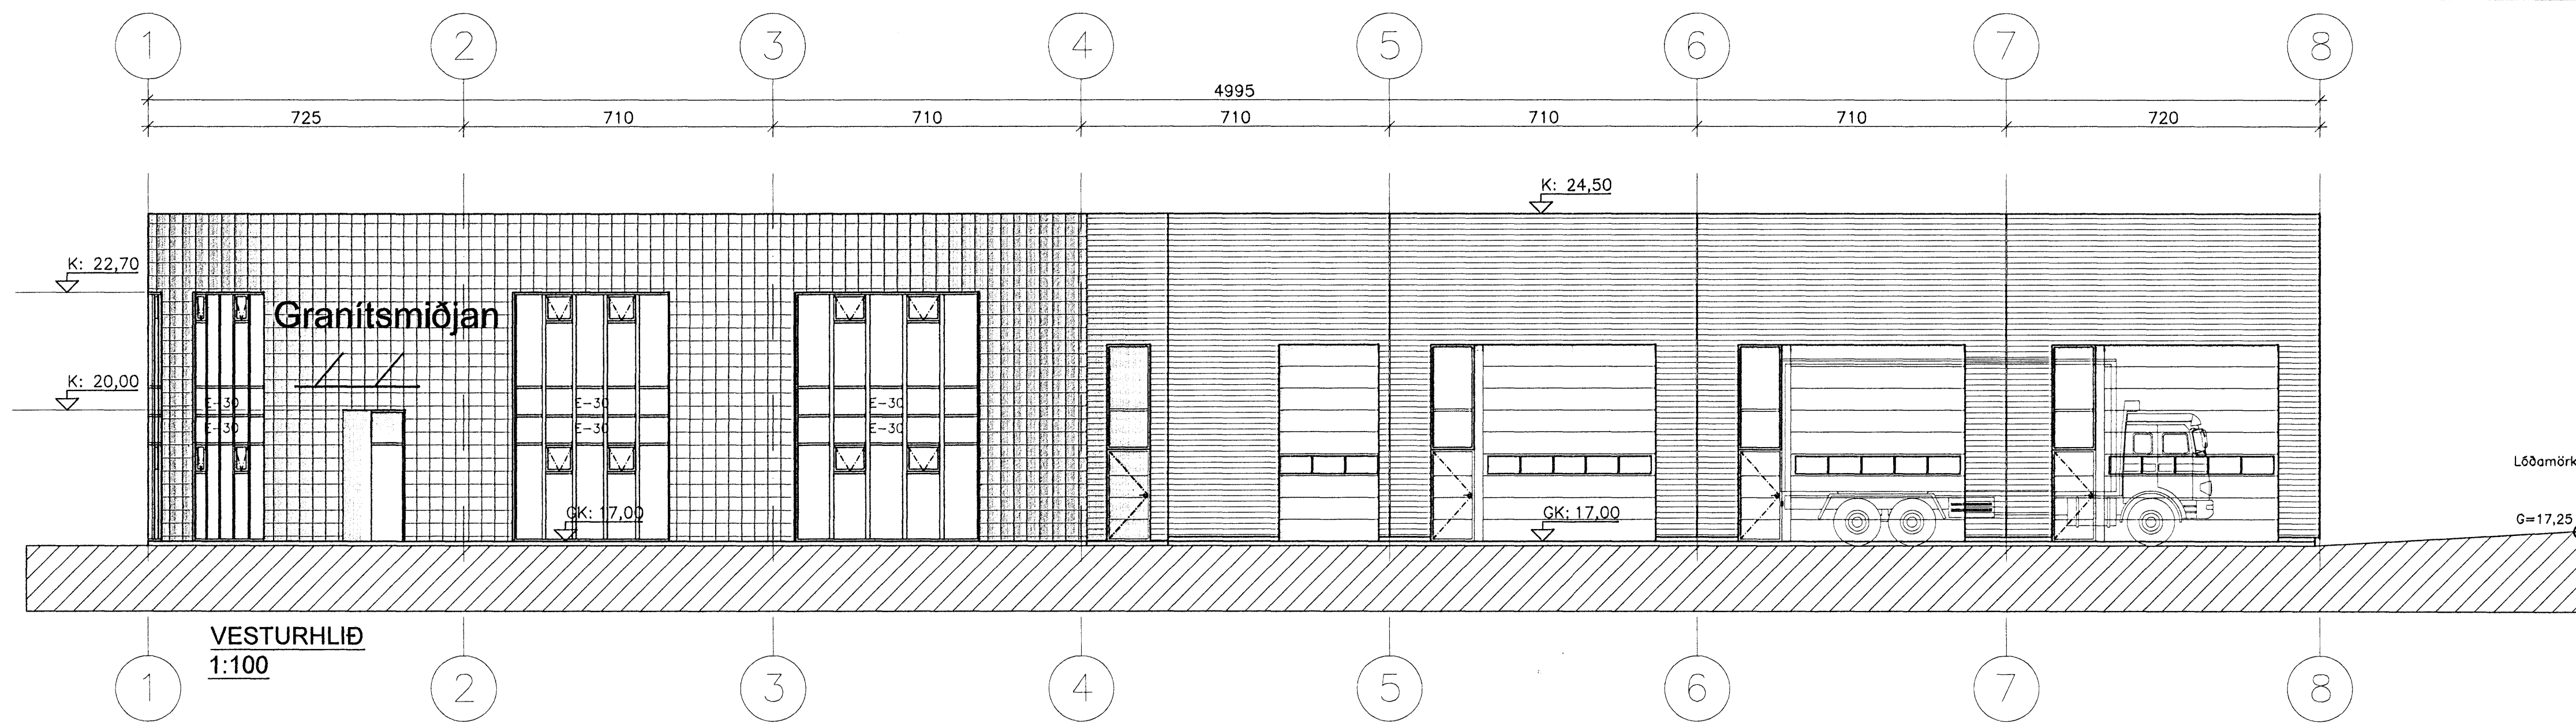 1 2 3 4 5 6 7 8
4995
725 710 710 710 710 710 720
K: 24,50
K: 22,70
Granítsmiðjan
K: 20,00
E-30 E-30 E-30
E-30 E-30 E-30
Lóðamörk
GK: 17,00 GK: 17,00 G=17,25
VESTURHLIÐ
1:100
1 2 3 4 5 6 7 8